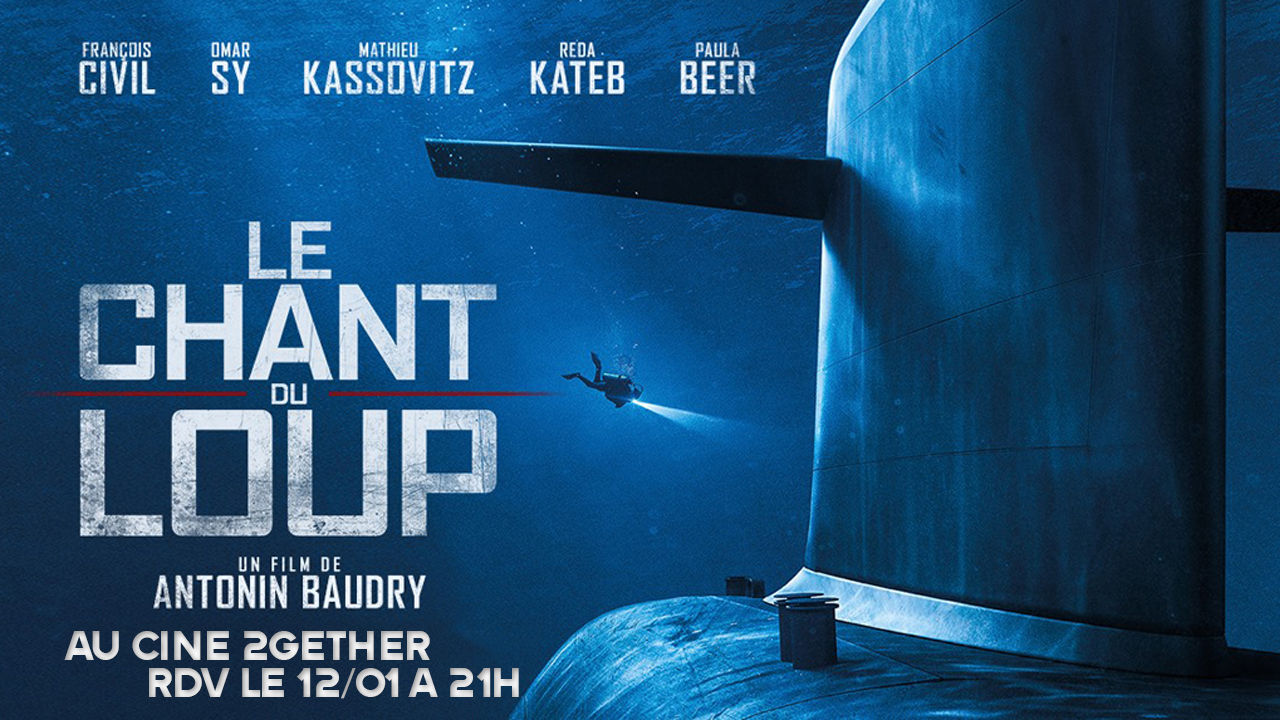 FRANÇOIS CIVIL
OMAR SY
MATHIEU KASSOVITZ
REDA KATEB
PAULA BEER
LE
CHANT
DU
LOUP
UN FILM DE
ANTONIN BAUDRY
AU CINE 2GETHER
RDV LE 12/01 A 21H